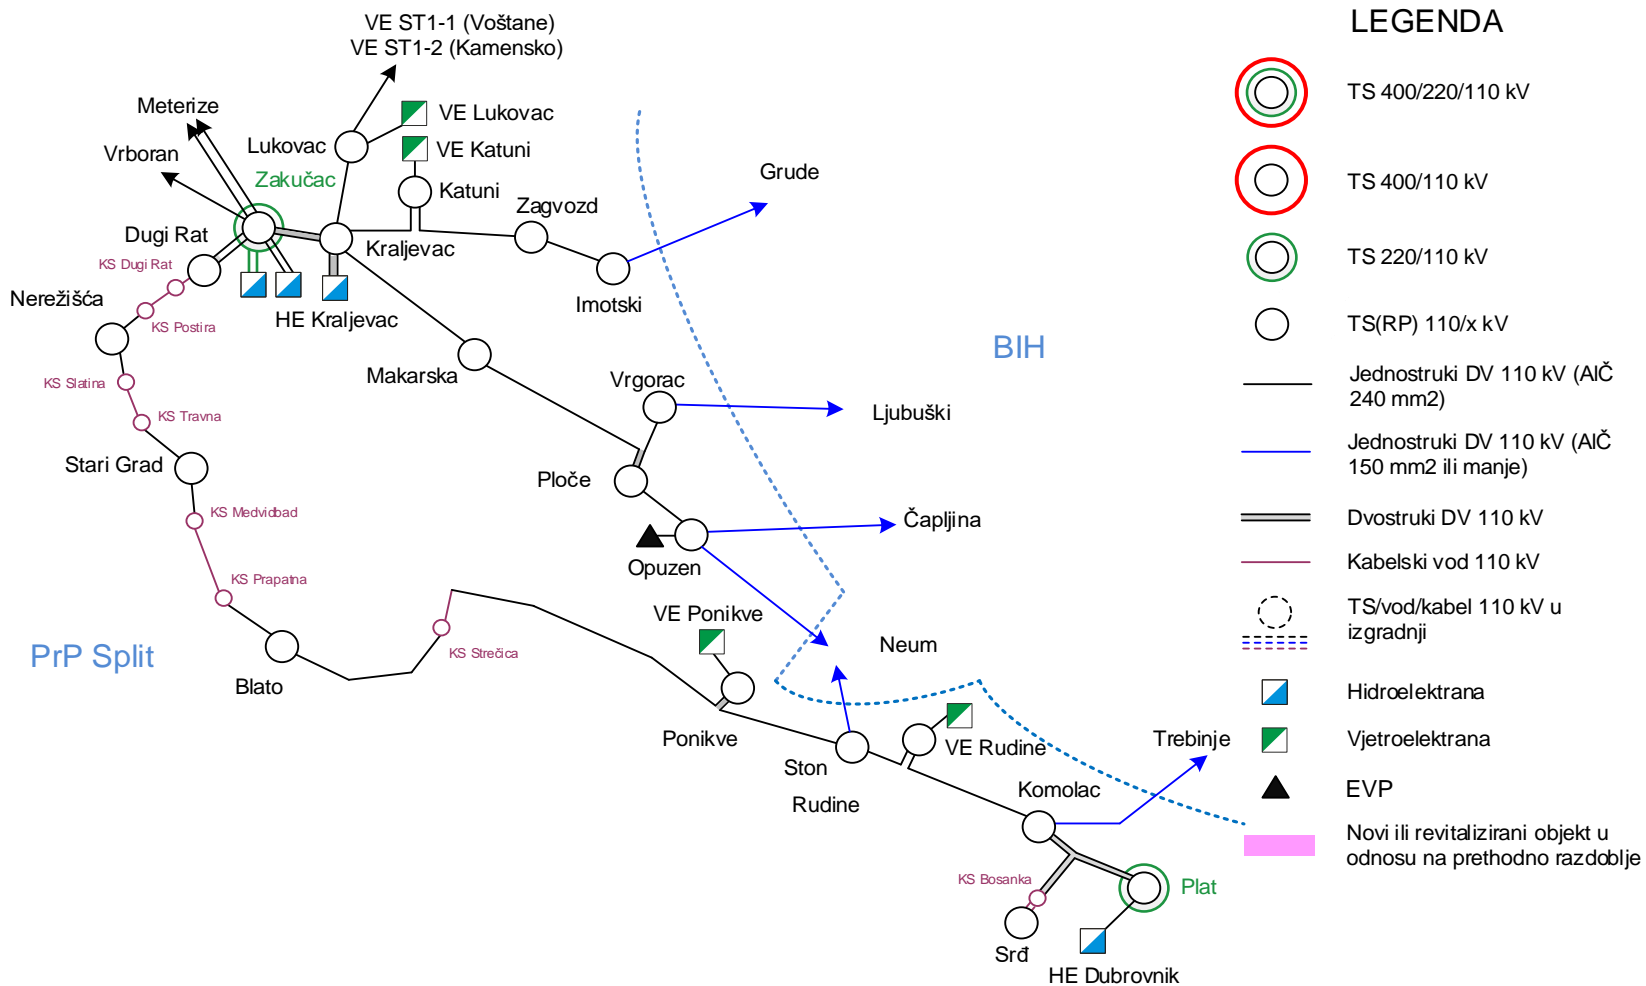 VE ST1-1 (Voštane)
VE ST1-2 (Kamensko)
Meterize
VE Lukovac
Lukovac
Vrboran
VE Katuni
Zakučac
Katuni
Grude
Zagvozd
Dugi Rat
Kraljevac
KS Dugi Rat
Nerežišća
Imotski
KS Postira
HE Kraljevac
BIH
Makarska
Vrgorac
KS Slatina
Ljubuški
KS Travna
Stari Grad
Ploče
KS Medvidbad
Čapljina
Opuzen
KS Prapatna
VE Ponikve
PrP Split
KS Strečica
Neum
Blato
Ponikve
Ston
VE Rudine
Trebinje
Rudine
Komolac
KS Bosanka
Plat
Srđ
HE Dubrovnik
LEGENDA
TS 400/220/110 kV
TS 400/110 kV
TS 220/110 kV
TS(RP) 110/x kV
Jednostruki DV 110 kV (AlČ
240 mm2)
Jednostruki DV 110 kV (AlČ
150 mm2 ili manje)
Dvostruki DV 110 kV
Kabelski vod 110 kV
TS/vod/kabel 110 kV u
izgradnji
Hidroelektrana
Vjetroelektrana
EVP
Novi ili revitalizirani objekt u
odnosu na prethodno razdoblje